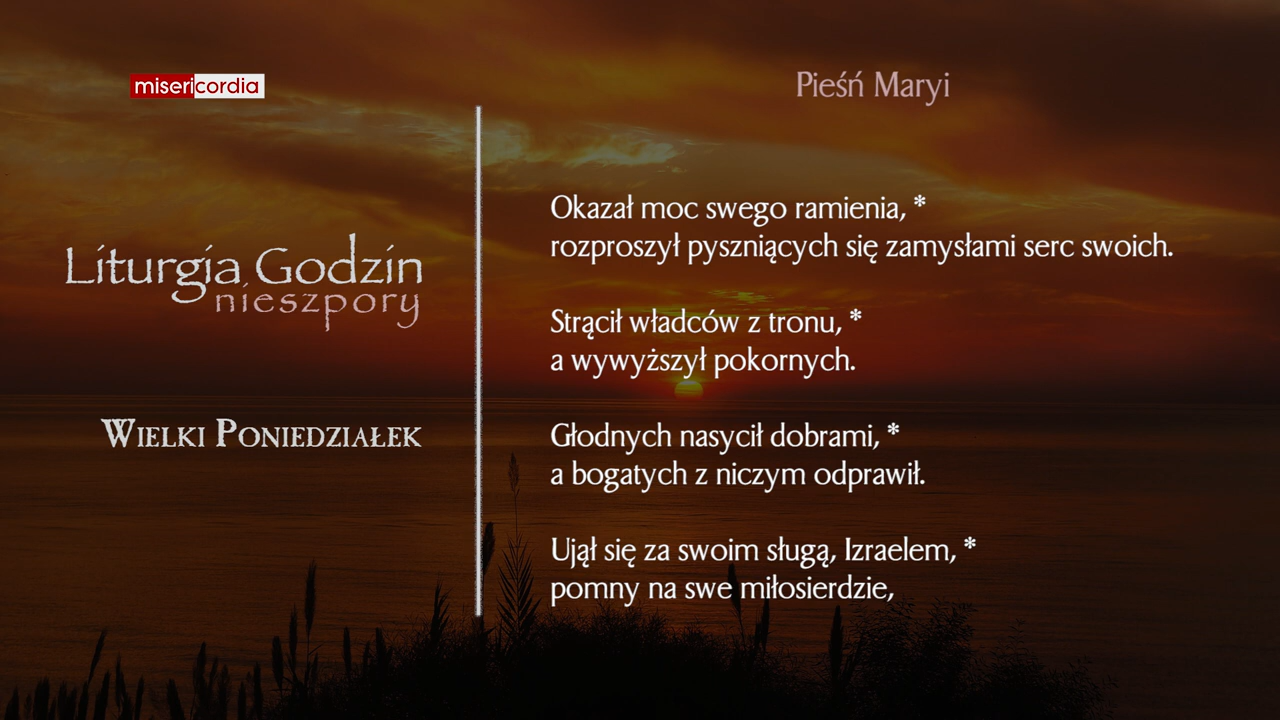 misericordia
Liturgia Godzin
nieszpory
Wielki Poniedziałek
Pieśń Maryi
Okazał moc swego ramienia, *
rozproszył pyszniących się zamysłami serc swoich.
Strącił władców z tronu, *
a wywyższył pokornych.
Głodnych nasycił dobrami, *
a bogatych z niczym odprawił.
Ujął się za swoim sługą, Izraelem, *
pomny na swe miłosierdzie,